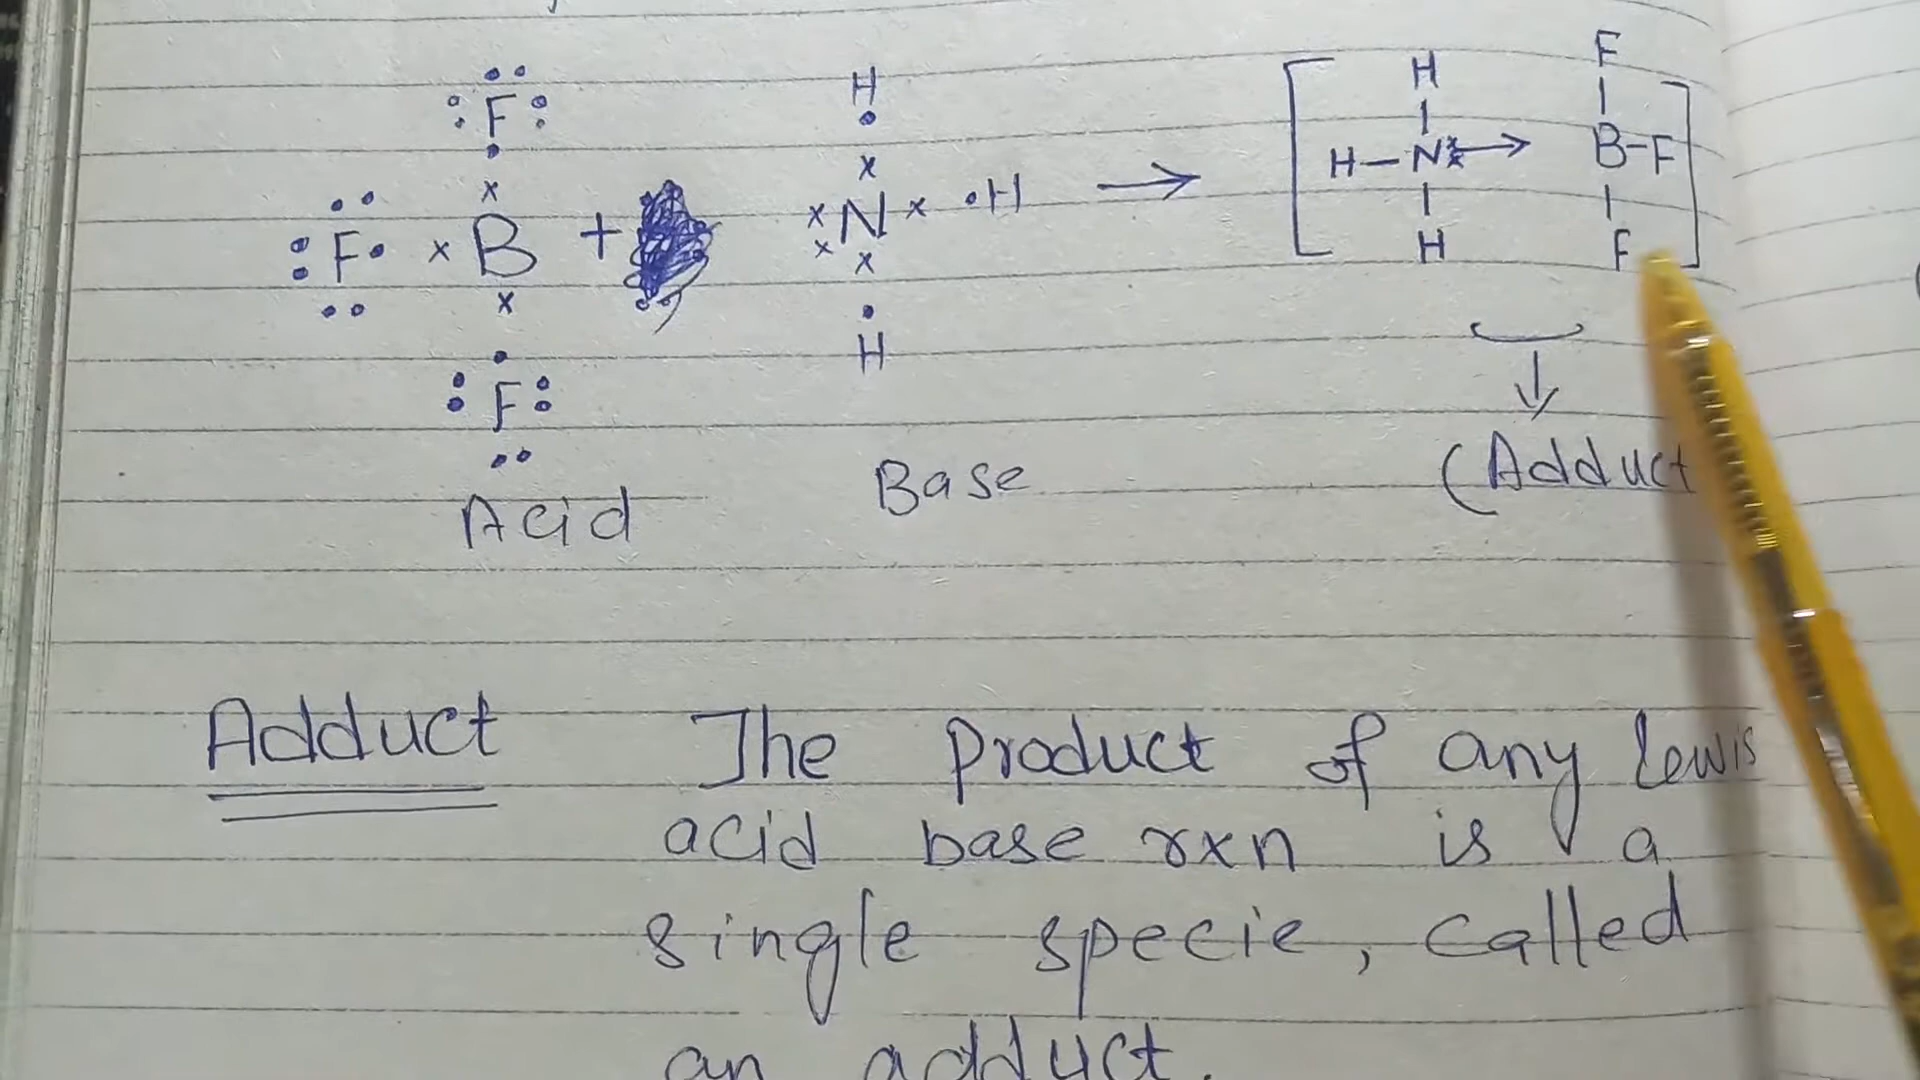 F H H F
F B + N H → H–N → B–F
F H H F
Acid Base (Adduct
Adduct The product of any lewis
acid base rxn is a
single specie, called
an adduct.